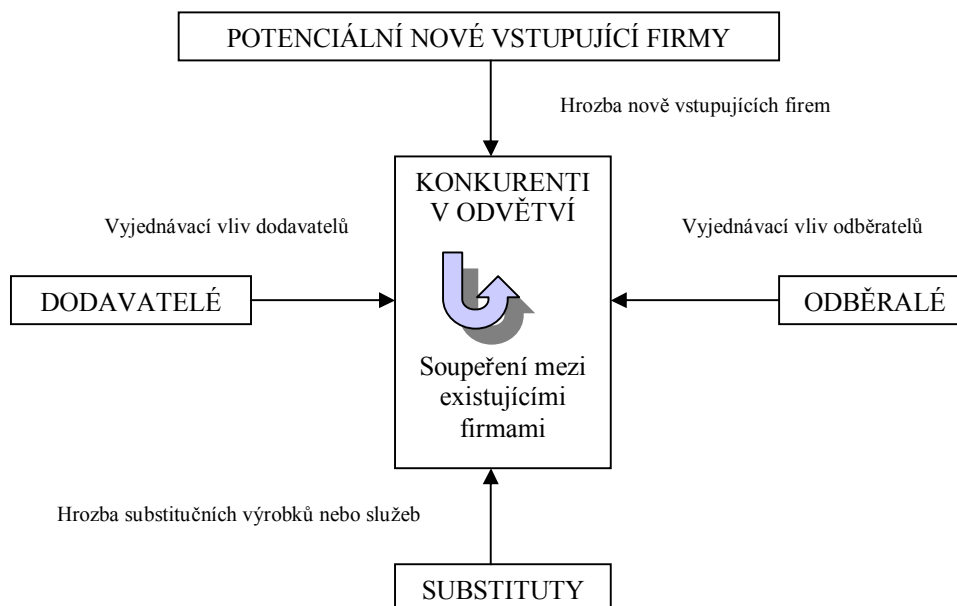 POTENCIÁLNÍ NOVÉ VSTUPUJÍCÍ FIRMY
Hrozba nově vstupujících firem
KONKURENTI
V ODVĚTVÍ
Vyjednávací vliv dodavatelů
Vyjednávací vliv odběratelů
DODAVATELÉ
ODBĚRALÉ
Soupeření mezi
existujícími
firmami
Hrozba substitučních výrobků nebo služeb
SUBSTITUTY